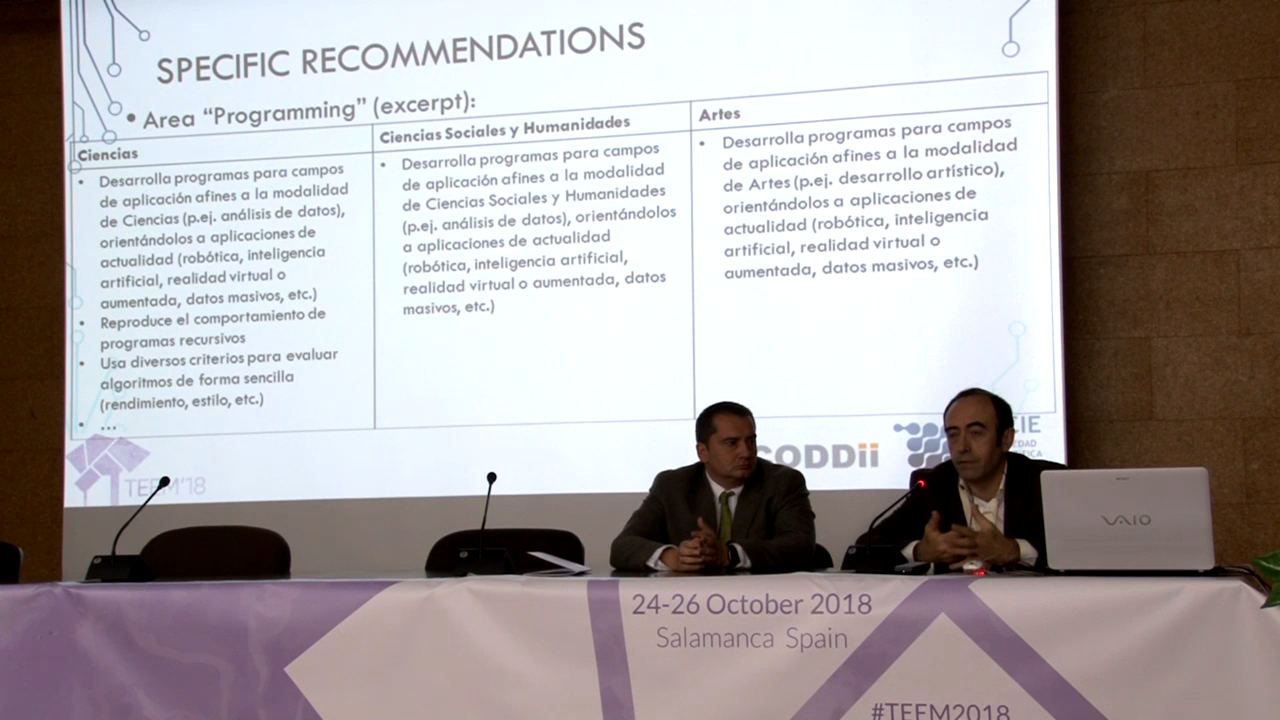 SPECIFIC RECOMMENDATIONS
• Area “Programming” (excerpt):
Ciencias
• Desarrolla programas para campos
de aplicación afines a la modalidad
de Ciencias (p.ej. análisis de datos),
orientándolos a aplicaciones de
actualidad (robótica, inteligencia
artificial, realidad virtual o
aumentada, datos masivos, etc.)
• Reproduce el comportamiento de
programas recursivos
• Usa diversos criterios para evaluar
algoritmos de forma sencilla
(rendimiento, estilo, etc.)
• ...
Ciencias Sociales y Humanidades
• Desarrolla programas para campos
de aplicación afines a la modalidad
de Ciencias Sociales y Humanidades
(p.ej. análisis de datos), orientándolos
a aplicaciones de actualidad
(robótica, inteligencia artificial,
realidad virtual o aumentada, datos
masivos, etc.)
Artes
• Desarrolla programas para campos
de aplicación afines a la modalidad
de Artes (p.ej. desarrollo artístico),
orientándolos a aplicaciones de
actualidad (robótica, inteligencia
artificial, realidad virtual o
aumentada, datos masivos, etc.)
TEEM'18
CODDii
CIE
VAIO
24-26 October 2018
Salamanca Spain
#TEEM2018